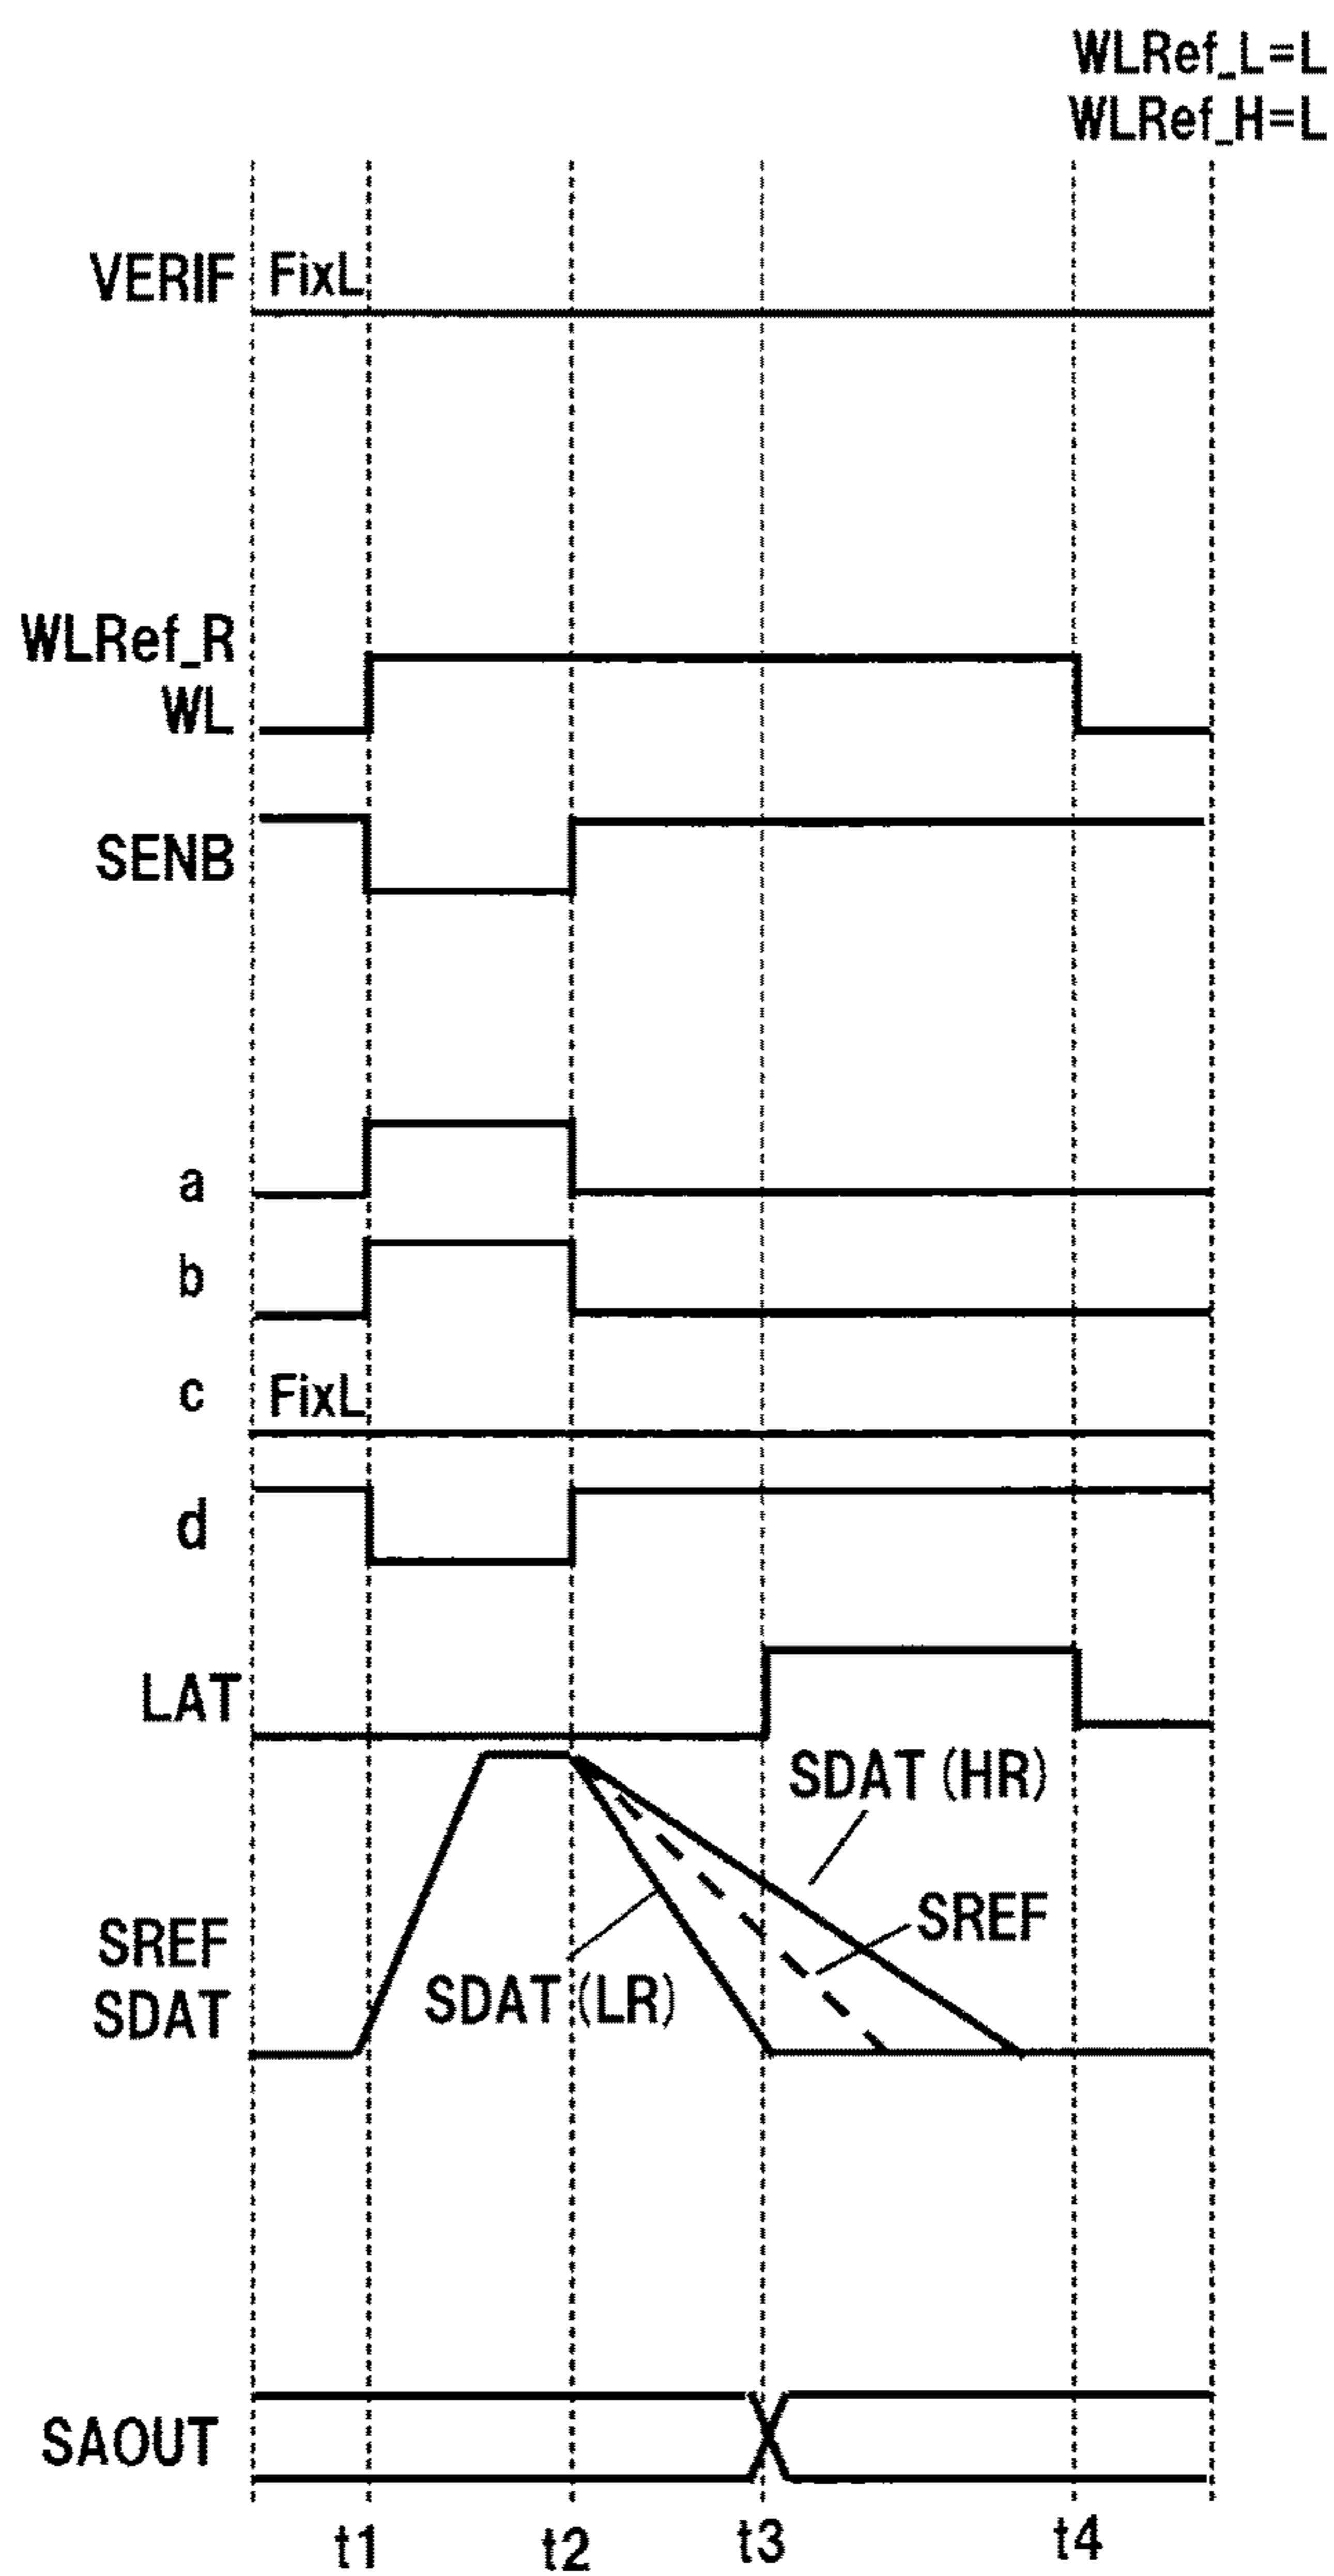 WLRef_L=L
WLRef_H=L
VERIF FixL
WLRef_R
WL
SENB
a
b
c FixL
d
LAT
SDAT(HR)
SREF
SREF
SDAT
SDAT(LR)
SAOUT
t1 t2 t3 t4